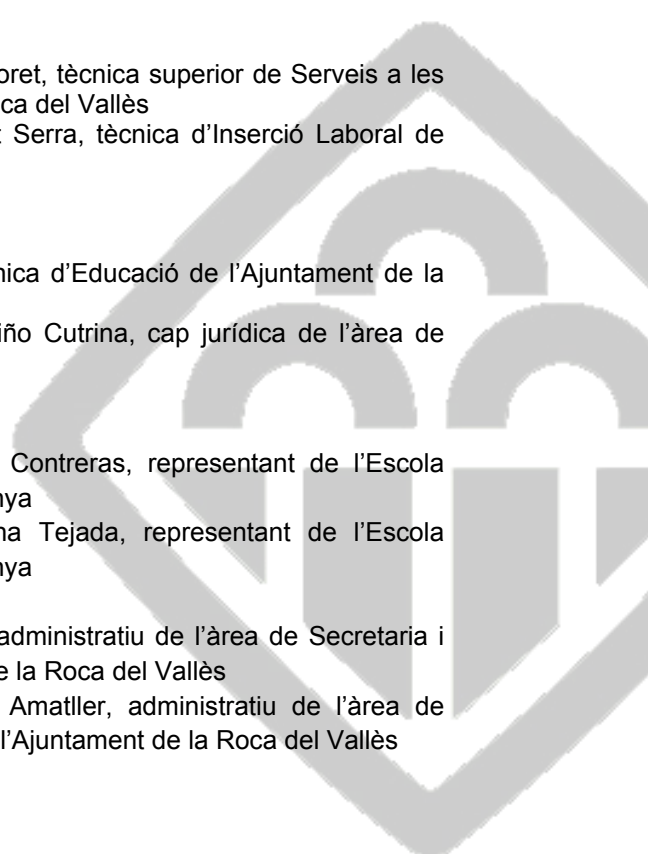 oret, tècnica superior de Serveis a les
ca del Vallès
t Serra, tècnica d’Inserció Laboral de
nica d’Educació de l’Ajuntament de la
iño Cutrina, cap jurídica de l’àrea de
Contreras, representant de l’Escola
nya
na Tejada, representant de l’Escola
nya
administratiu de l’àrea de Secretaria i
e la Roca del Vallès
Amatller, administratiu de l’àrea de
l’Ajuntament de la Roca del Vallès